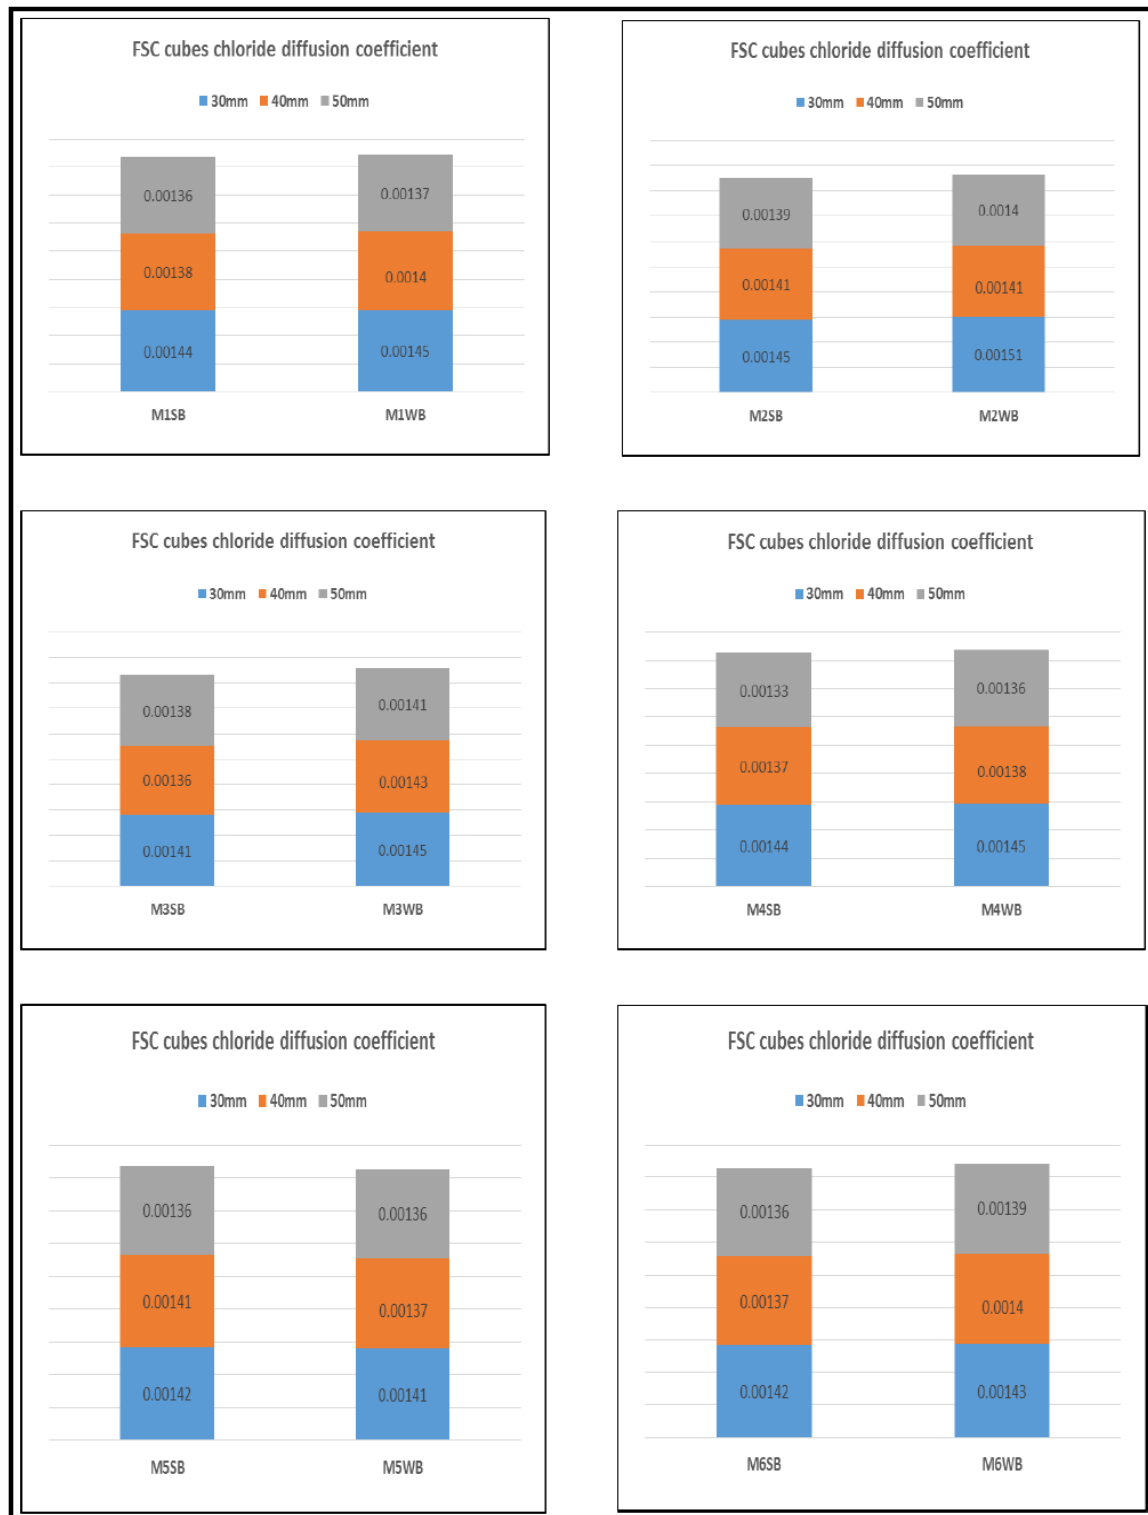 FSC cubes chloride diffusion coefficient
30mm 40mm 50mm
0.00136 0.00137
0.00138 0.0014
0.00144 0.00145
M1SB M1WB
FSC cubes chloride diffusion coefficient
30mm 40mm 50mm
0.00139 0.0014
0.00141 0.00141
0.00145 0.00151
M2SB M2WB
FSC cubes chloride diffusion coefficient
30mm 40mm 50mm
0.00138 0.00141
0.00136 0.00143
0.00141 0.00145
M3SB M3WB
FSC cubes chloride diffusion coefficient
30mm 40mm 50mm
0.00133 0.00136
0.00137 0.00138
0.00144 0.00145
M4SB M4WB
FSC cubes chloride diffusion coefficient
30mm 40mm 50mm
0.00136 0.00136
0.00141 0.00137
0.00142 0.00141
M5SB M5WB
FSC cubes chloride diffusion coefficient
30mm 40mm 50mm
0.00136 0.00139
0.00137 0.0014
0.00142 0.00143
M6SB M6WB